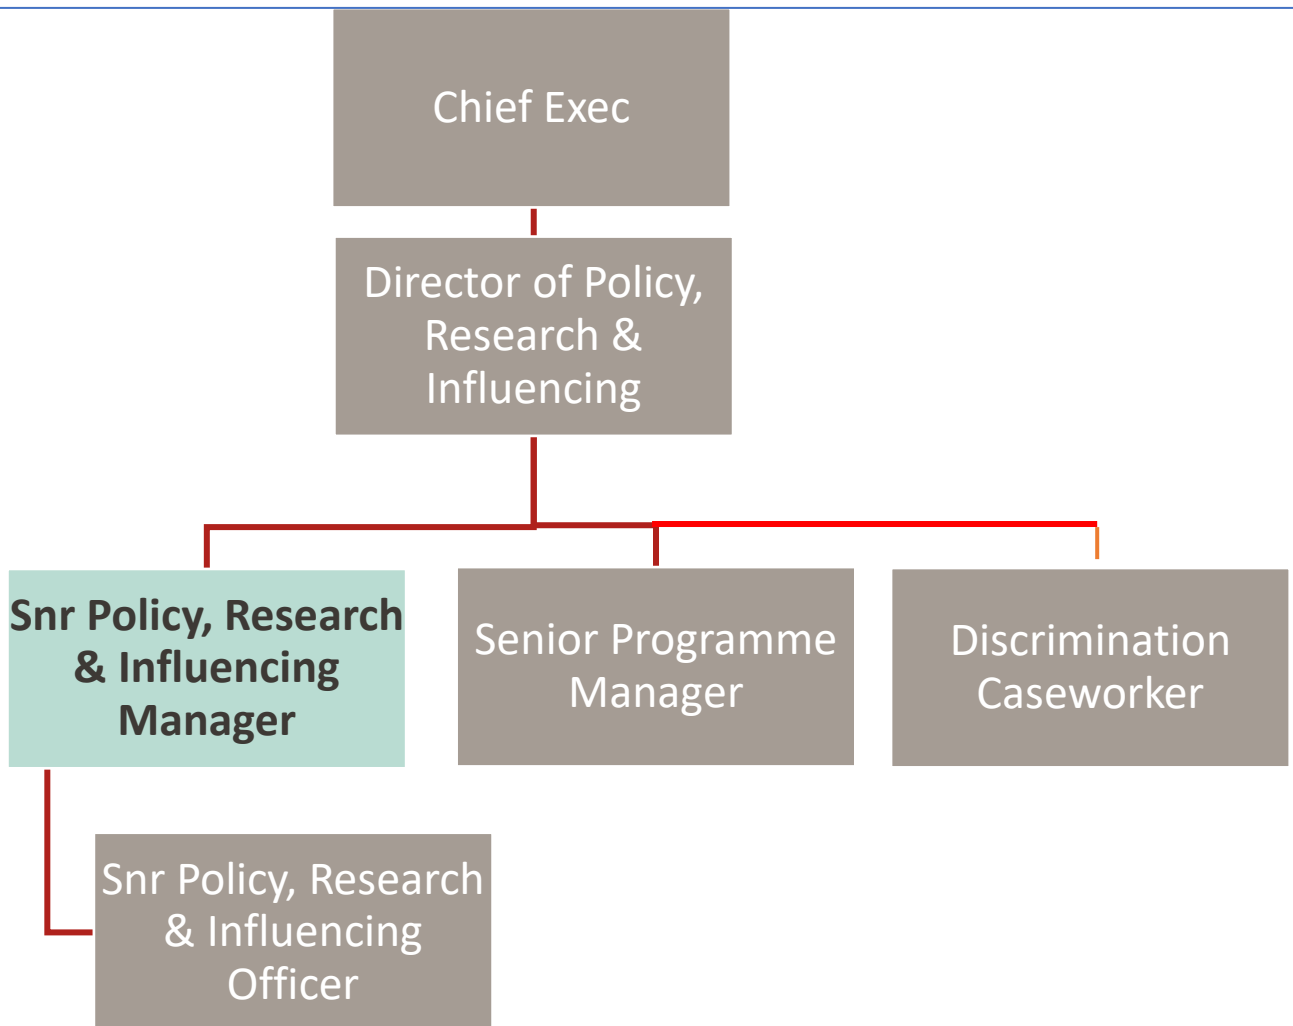 Chief Exec
Director of Policy,
Research &
Influencing
Snr Policy, Research
& Influencing
Manager
Senior Programme
Manager
Discrimination
Caseworker
Snr Policy, Research
& Influencing
Officer